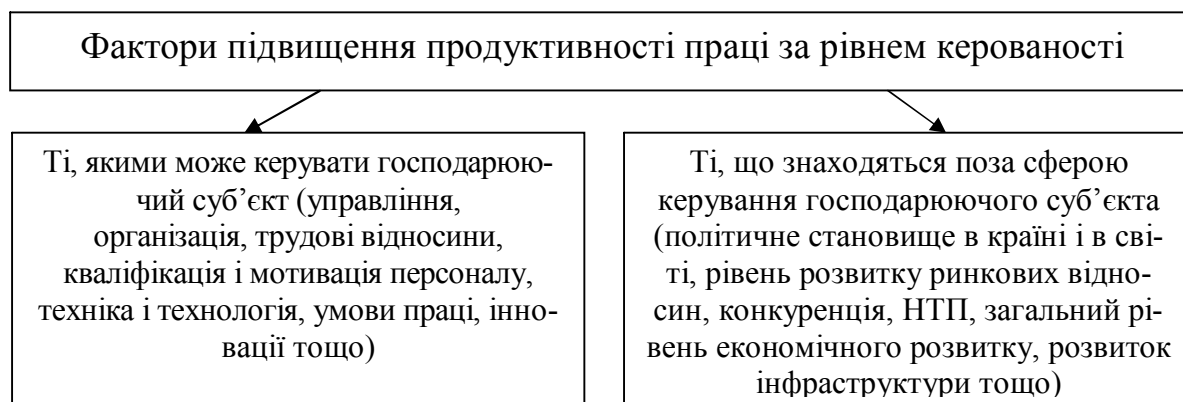 Фактори підвищення продуктивності праці за рівнем керованості
Ті, якими може керувати господарюю-
чий суб’єкт (управління,
організація, трудові відносини,
кваліфікація і мотивація персоналу,
техніка і технологія, умови праці, інно-
вації тощо)
Ті, що знаходяться поза сферою
керування господарюючого суб’єкта
(політичне становище в країні і в сві-
ті, рівень розвитку ринкових відно-
син, конкуренція, НТП, загальний рі-
вень економічного розвитку, розвиток
інфраструктури тощо)